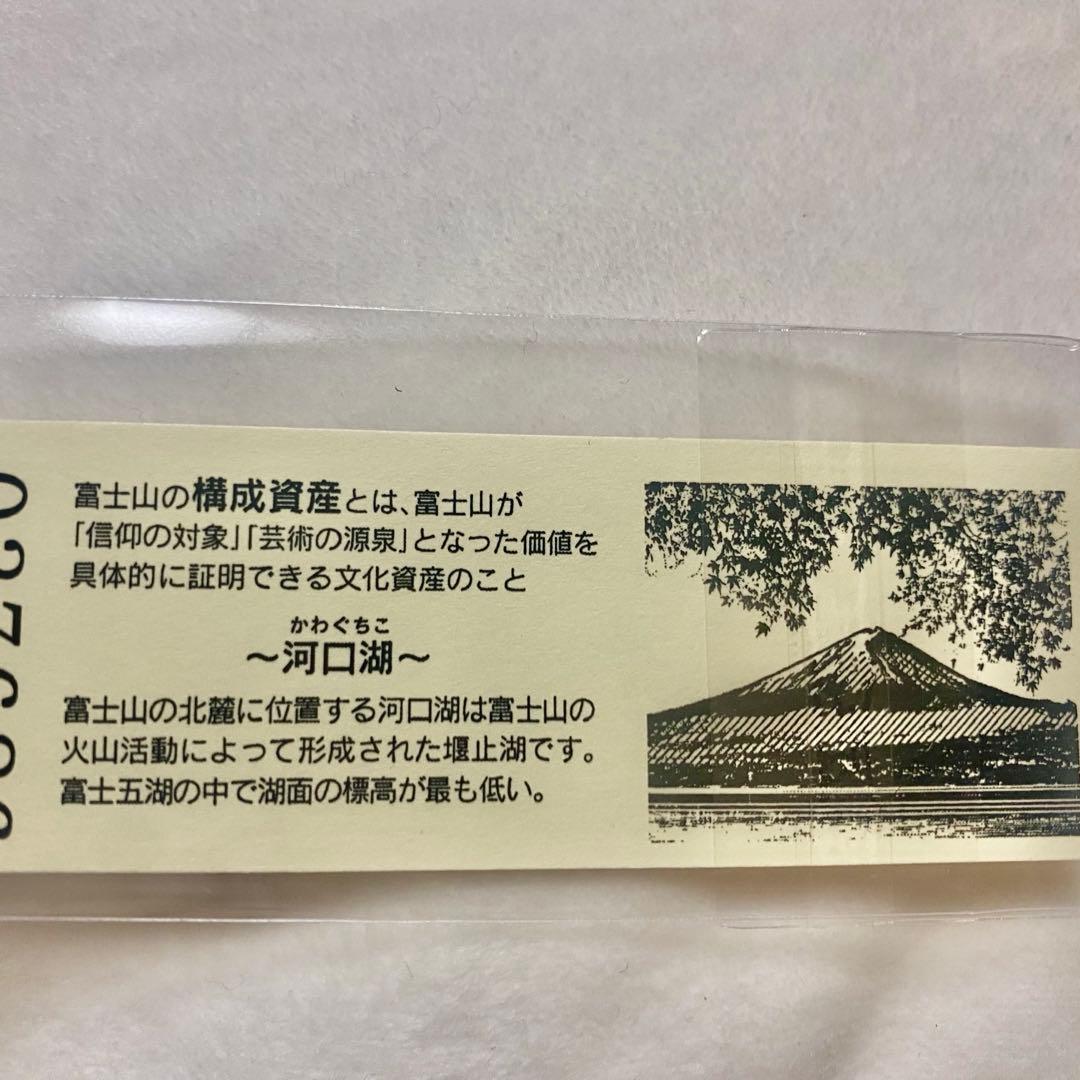 富士山の構成資産とは、富士山が
「信仰の対象」「芸術の源泉」となった価値を
具体的に証明できる文化資産のこと
かわぐちこ
～河口湖～
富士山の北麓に位置する河口湖は富士山の
火山活動によって形成された堰止湖です。
富士五湖の中で湖面の標高が最も低い。